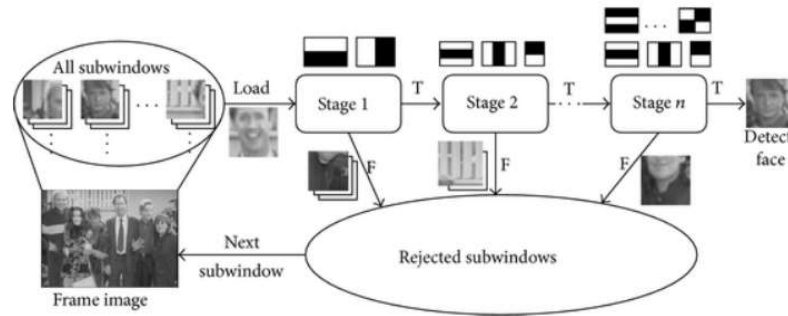 All subwindows
Load
Stage 1
T
Stage 2
T
Stage n
T
Detect
face
F
F
F
Rejected subwindows
Next
subwindow
Frame image